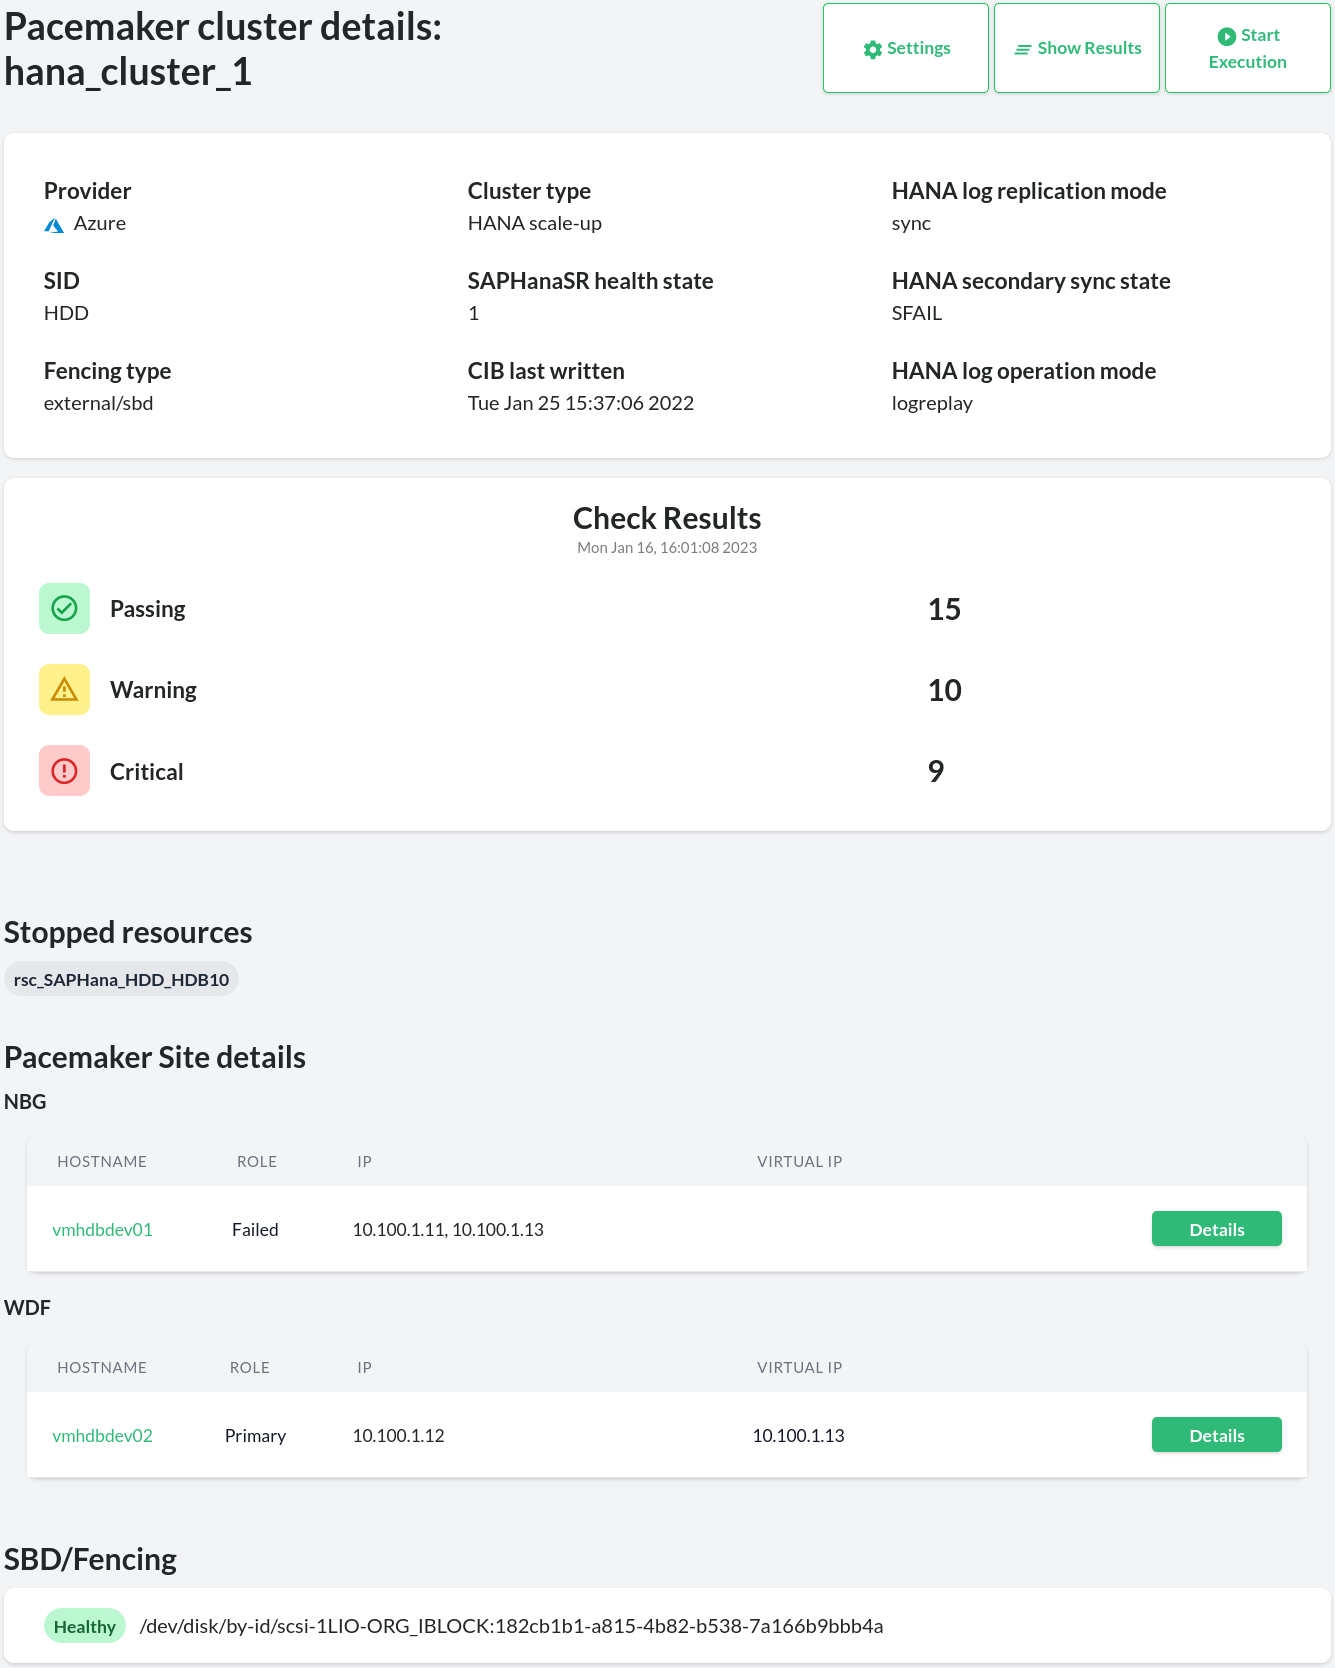 Pacemaker cluster details:
hana_cluster_1
Settings
Show Results
Start
Execution
Provider
Azure
Cluster type
HANA scale-up
HANA log replication mode
sync
SID
HDD
SAPHanaSR health state
1
HANA secondary sync state
SFAIL
Fencing type
external/sbd
CIB last written
Tue Jan 25 15:37:06 2022
HANA log operation mode
logreplay
Check Results
Mon Jan 16, 16:01:08 2023
Passing 15
Warning 10
Critical 9
Stopped resources
rsc_SAPHana_HDD_HDB10
Pacemaker Site details
NBG
HOSTNAME ROLE IP VIRTUAL IP
vmhdbdev01 Failed 10.100.1.11, 10.100.1.13 Details
WDF
HOSTNAME ROLE IP VIRTUAL IP
vmhdbdev02 Primary 10.100.1.12 10.100.1.13 Details
SBD/Fencing
Healthy /dev/disk/by-id/scsi-1LIO-ORG_IBLOCK:182cb1b1-a815-4b82-b538-7a166b9bbb4a